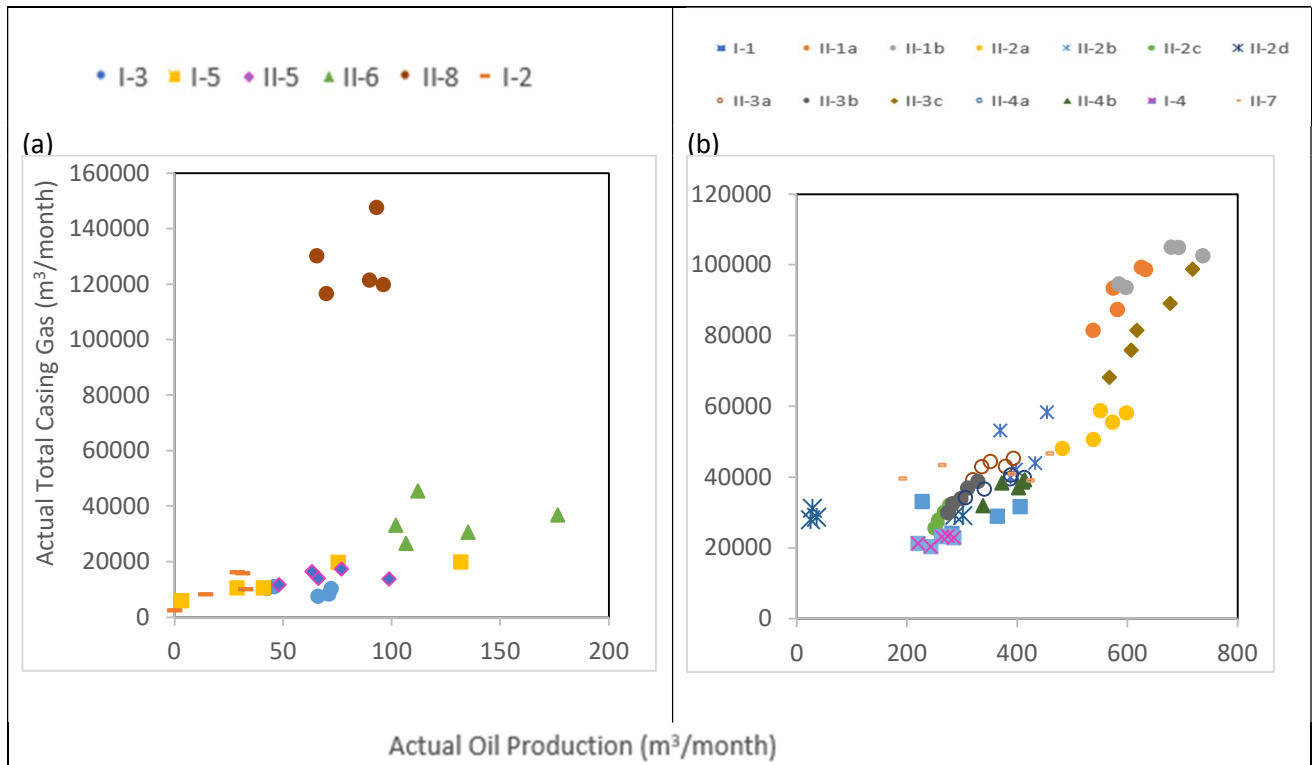 I-3 I-5 II-5 II-6 II-8 I-2
(a)
Actual Total Casing Gas (m³/month)
160000
140000
120000
100000
80000
60000
40000
20000
0
0 50 100 150 200
I-1 II-1a II-1b II-2a II-2b II-2c II-2d
II-3a II-3b II-3c II-4a II-4b I-4 II-7
(b)
120000
100000
80000
60000
40000
20000
0
0 200 400 600 800
Actual Oil Production (m³/month)